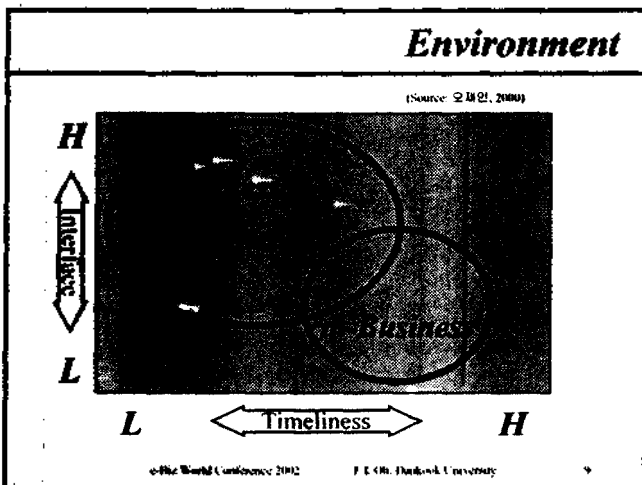 Environment
(Source: 오재인, 2000)
H
Interface
L
Business
L
Timeliness
H
e-Biz World Conference 2002
Dankook University
9